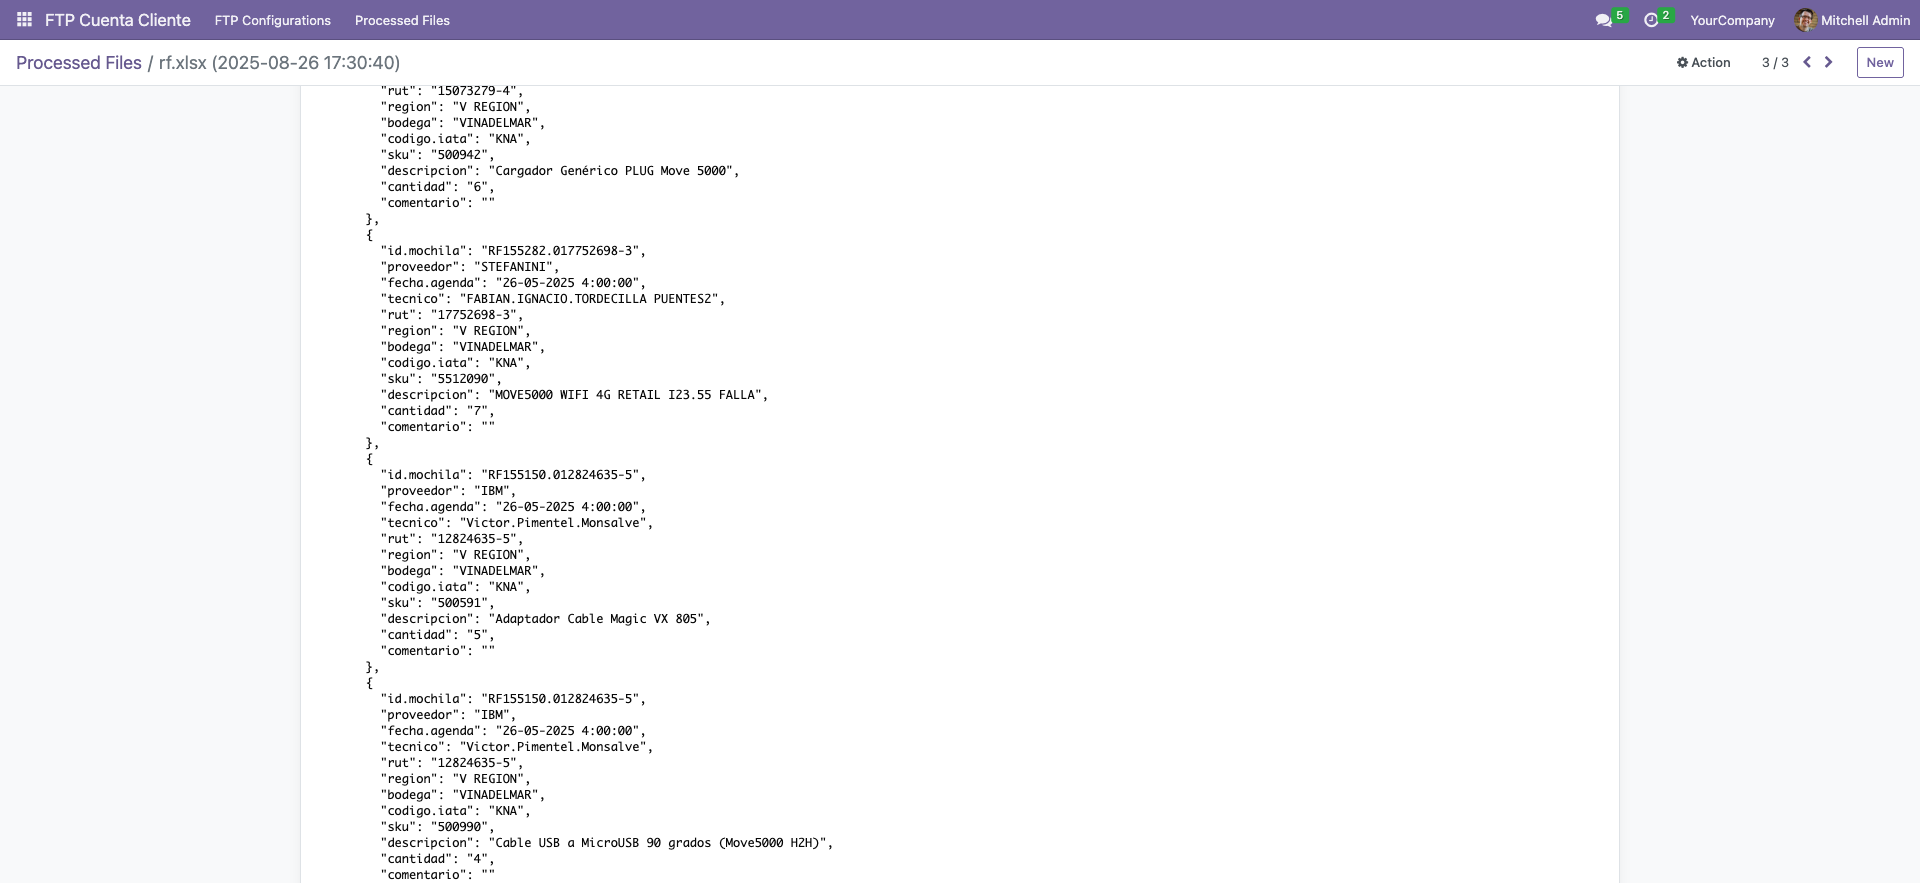 FTP Cuenta Cliente FTP Configurations Processed Files 5 2 YourCompany Mitchell Admin
Processed Files / rf.xlsx (2025-08-26 17:30:40) Action 3 / 3 New
"rut": "15073279-4",
"region": "V REGION",
"bodega": "VINADELMAR",
"codigo.iata": "KNA",
"sku": "500942",
"descripcion": "Cargador Genérico PLUG Move 5000",
"cantidad": "6",
"comentario": ""
},
{
"id.mochila": "RF155282.017752698-3",
"proveedor": "STEFANINI",
"fecha.agenda": "26-05-2025 4:00:00",
"tecnico": "FABIAN.IGNACIO.TORDECILLA PUENTES2",
"rut": "17752698-3",
"region": "V REGION",
"bodega": "VINADELMAR",
"codigo.iata": "KNA",
"sku": "5512090",
"descripcion": "MOVE5000 WIFI 4G RETAIL I23.55 FALLA",
"cantidad": "7",
"comentario": ""
},
{
"id.mochila": "RF155150.012824635-5",
"proveedor": "IBM",
"fecha.agenda": "26-05-2025 4:00:00",
"tecnico": "Victor.Pimentel.Monsalve",
"rut": "12824635-5",
"region": "V REGION",
"bodega": "VINADELMAR",
"codigo.iata": "KNA",
"sku": "500591",
"descripcion": "Adaptador Cable Magic VX 805",
"cantidad": "5",
"comentario": ""
},
{
"id.mochila": "RF155150.012824635-5",
"proveedor": "IBM",
"fecha.agenda": "26-05-2025 4:00:00",
"tecnico": "Victor.Pimentel.Monsalve",
"rut": "12824635-5",
"region": "V REGION",
"bodega": "VINADELMAR",
"codigo.iata": "KNA",
"sku": "500990",
"descripcion": "Cable USB a MicroUSB 90 grados (Move5000 H2H)",
"cantidad": "4",
"comentario": ""